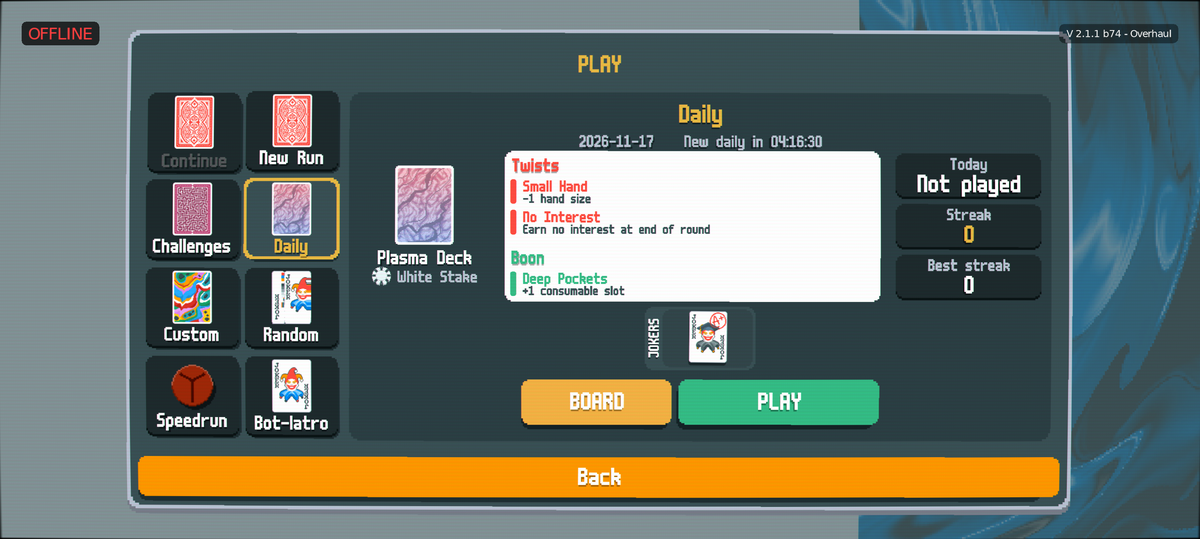 OFFLINE
V 2.1.1 b74 - Overhaul
PLAY
Continue
New Run
Challenges
Daily
Custom
Random
Speedrun
Bot-latro
Daily
2026-11-17 New daily in 04:16:30
Plasma Deck
White Stake
Twists
Small Hand
-1 hand size
No Interest
Earn no interest at end of round
Boon
Deep Pockets
+1 consumable slot
Today
Not played
Streak
0
Best streak
0
JOKERS
A+
BOARD
PLAY
Back